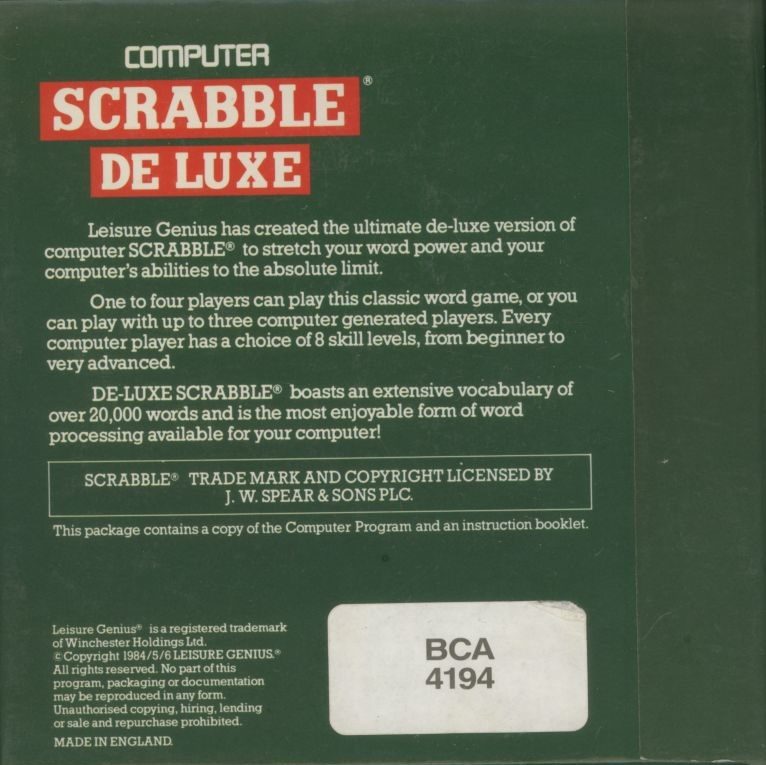 COMPUTER
SCRABBLE®
DE LUXE
Leisure Genius has created the ultimate de-luxe version of
computer SCRABBLE® to stretch your word power and your
computer's abilities to the absolute limit.
One to four players can play this classic word game, or you
can play with up to three computer generated players. Every
computer player has a choice of 8 skill levels, from beginner to
very advanced.
DE-LUXE SCRABBLE® boasts an extensive vocabulary of
over 20,000 words and is the most enjoyable form of word
processing available for your computer!
SCRABBLE® TRADE MARK AND COPYRIGHT LICENSED BY
J. W. SPEAR & SONS PLC.
This package contains a copy of the Computer Program and an instruction booklet.
Leisure Genius® is a registered trademark
of Winchester Holdings Ltd.
© Copyright 1984/5/6 LEISURE GENIUS.®
All rights reserved. No part of this
program, packaging or documentation
may be reproduced in any form.
Unauthorised copying, hiring, lending
or sale and repurchase prohibited.
MADE IN ENGLAND.
BCA
4194